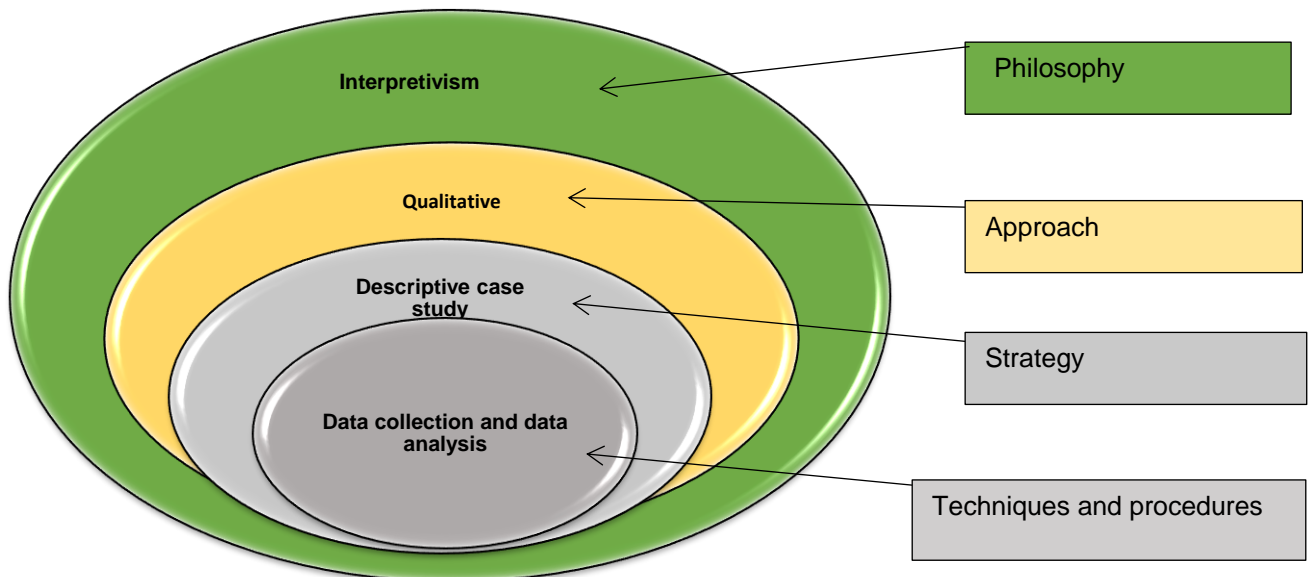 Interpretivism
Philosophy
Qualitative
Approach
Descriptive case
study
Strategy
Data collection and data
analysis
Techniques and procedures